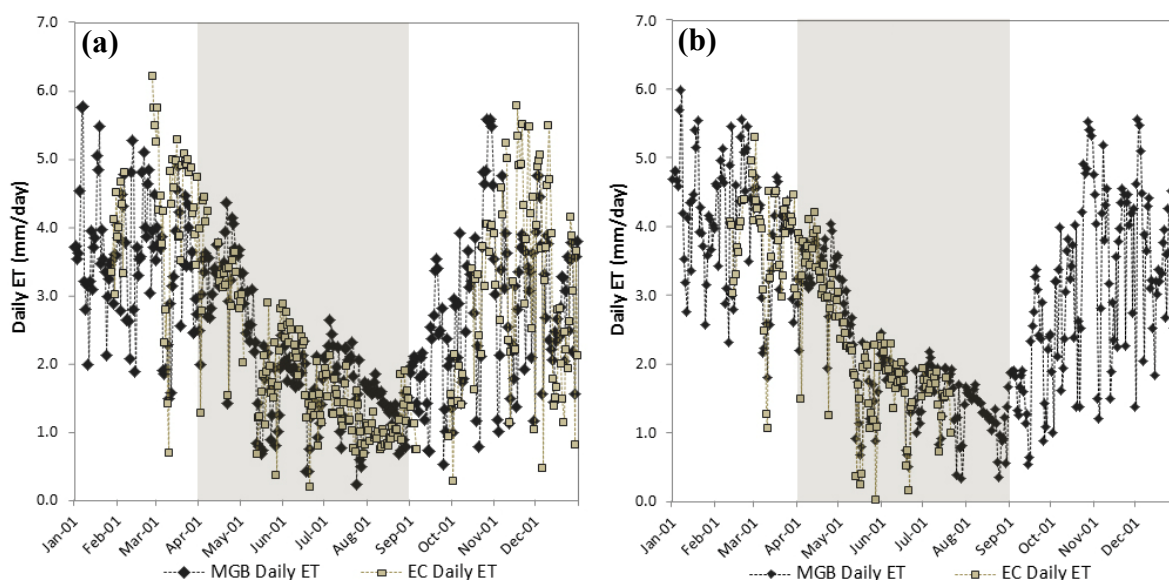 (a)
Daily ET (mm/day)
7.0
6.0
5.0
4.0
3.0
2.0
1.0
0.0
Jan-01 Feb-01 Mar-01 Apr-01 May-01 Jun-01 Jul-01 Aug-01 Sep-01 Oct-01 Nov-01 Dec-01
MGB Daily ET EC Daily ET
(b)
Daily ET (mm/day)
7.0
6.0
5.0
4.0
3.0
2.0
1.0
0.0
Jan-01 Feb-01 Mar-01 Apr-01 May-01 Jun-01 Jul-01 Aug-01 Sep-01 Oct-01 Nov-01 Dec-01
MGB Daily ET EC Daily ET